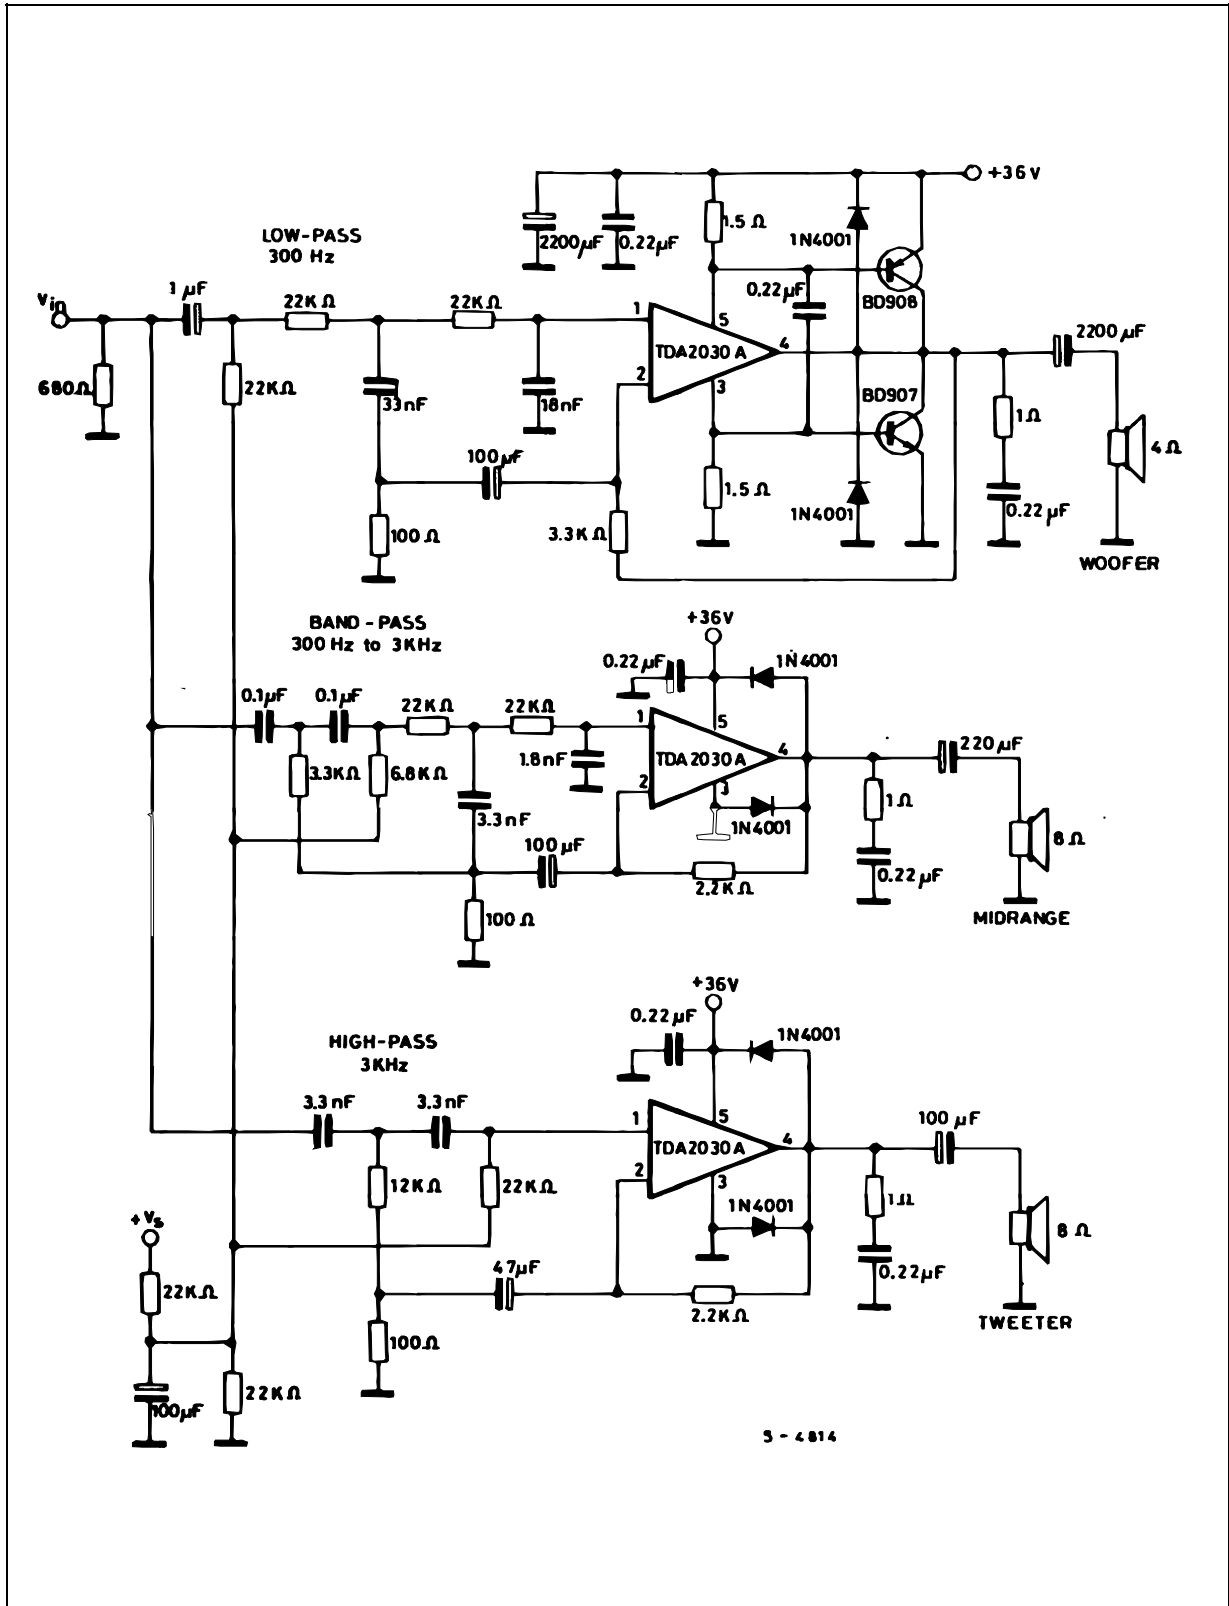 +36V
LOW-PASS
300 Hz
2200µF
0.22µF
1.5 Ω
1N4001
BD908
0.22µF
Vin
1 µF
22KΩ
22KΩ
1
5
TDA2030A
4
2
3
2200µF
680Ω
22KΩ
33nF
18nF
BD907
1Ω
4Ω
100µF
1.5 Ω
1N4001
0.22µF
100Ω
3.3KΩ
WOOFER
BAND-PASS
300 Hz to 3KHz
+36V
0.22µF
1N4001
0.1µF
0.1µF
22KΩ
22KΩ
1
5
TDA2030A
4
2
3
220µF
3.3KΩ
6.8KΩ
1.8nF
3.3nF
1N4001
1Ω
8Ω
100µF
2.2KΩ
0.22µF
100Ω
MIDRANGE
+36V
0.22µF
1N4001
HIGH-PASS
3KHz
3.3nF
3.3nF
1
5
TDA2030A
4
2
3
100µF
12KΩ
22KΩ
1N4001
1Ω
8Ω
+Vs
47µF
0.22µF
22KΩ
2.2KΩ
TWEETER
100Ω
100µF
22KΩ
S-4814